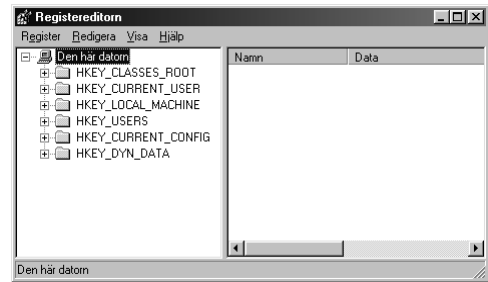 Registereditorn
Register Redigera Visa Hjälp
Den här datorn
HKEY_CLASSES_ROOT
HKEY_CURRENT_USER
HKEY_LOCAL_MACHINE
HKEY_USERS
HKEY_CURRENT_CONFIG
HKEY_DYN_DATA
Namn Data
Den här datorn